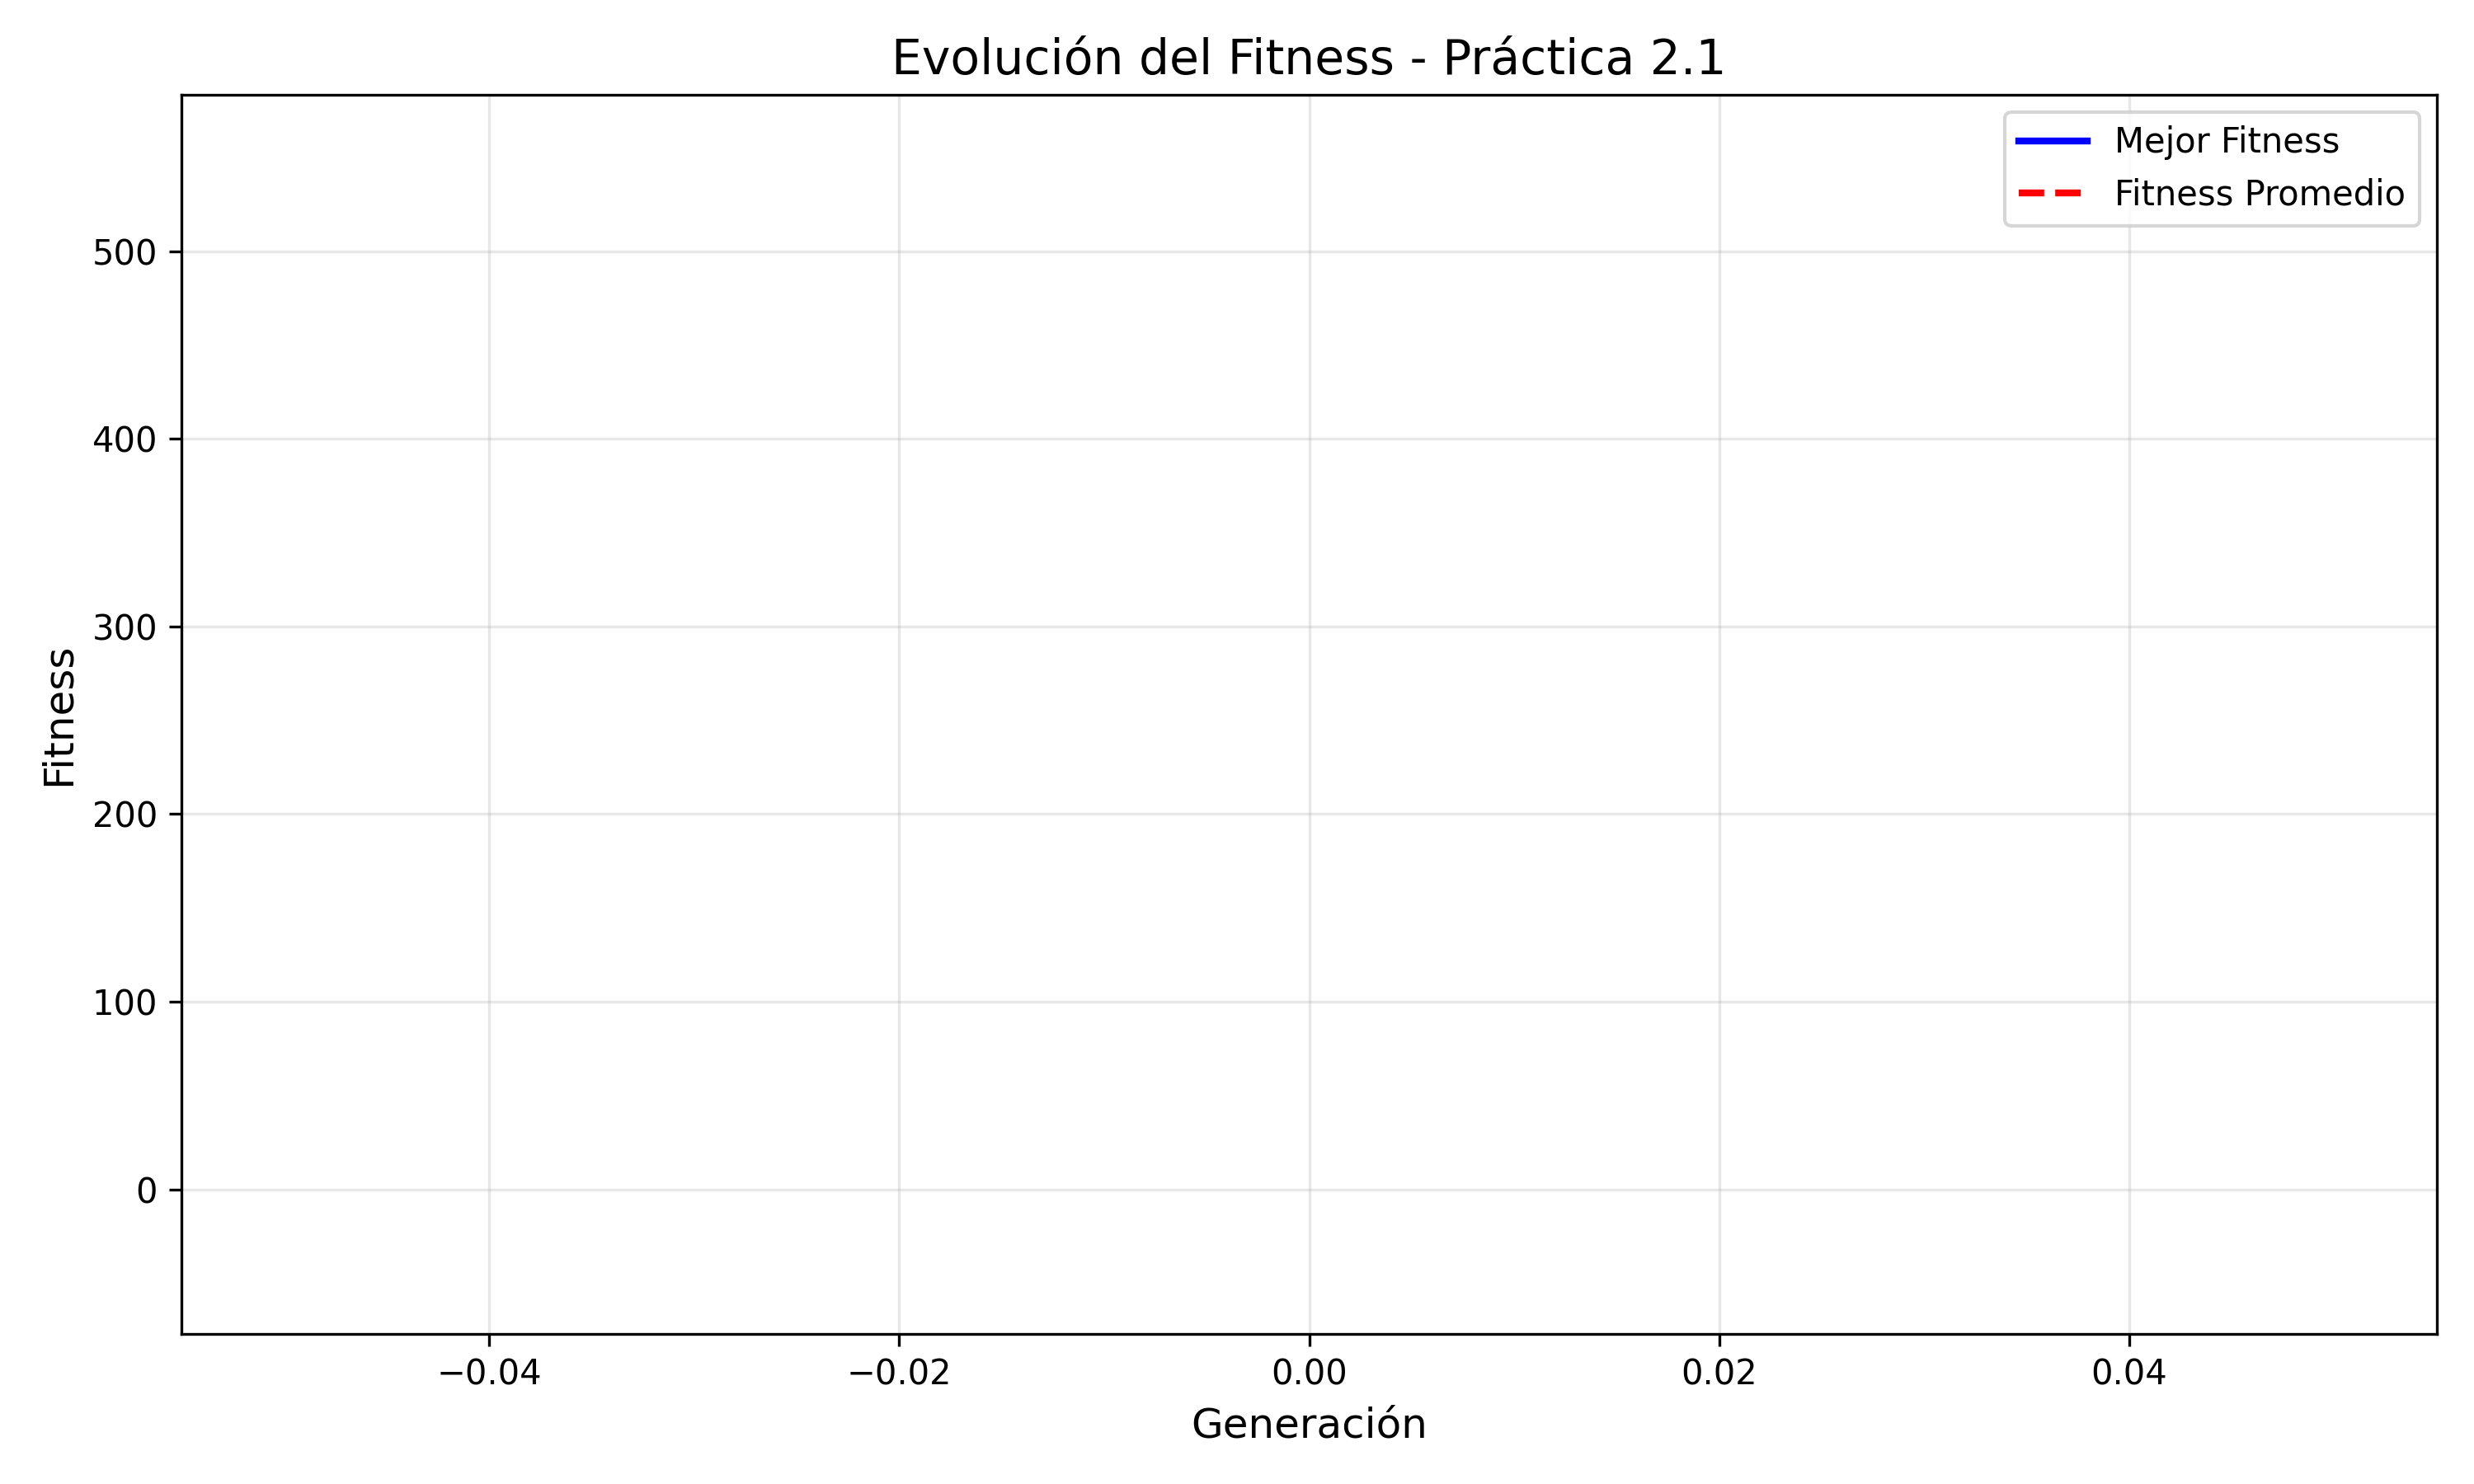 Evolución del Fitness - Práctica 2.1
Mejor Fitness
Fitness Promedio
Fitness
500
400
300
200
100
0
−0.04
−0.02
0.00
0.02
0.04
Generación